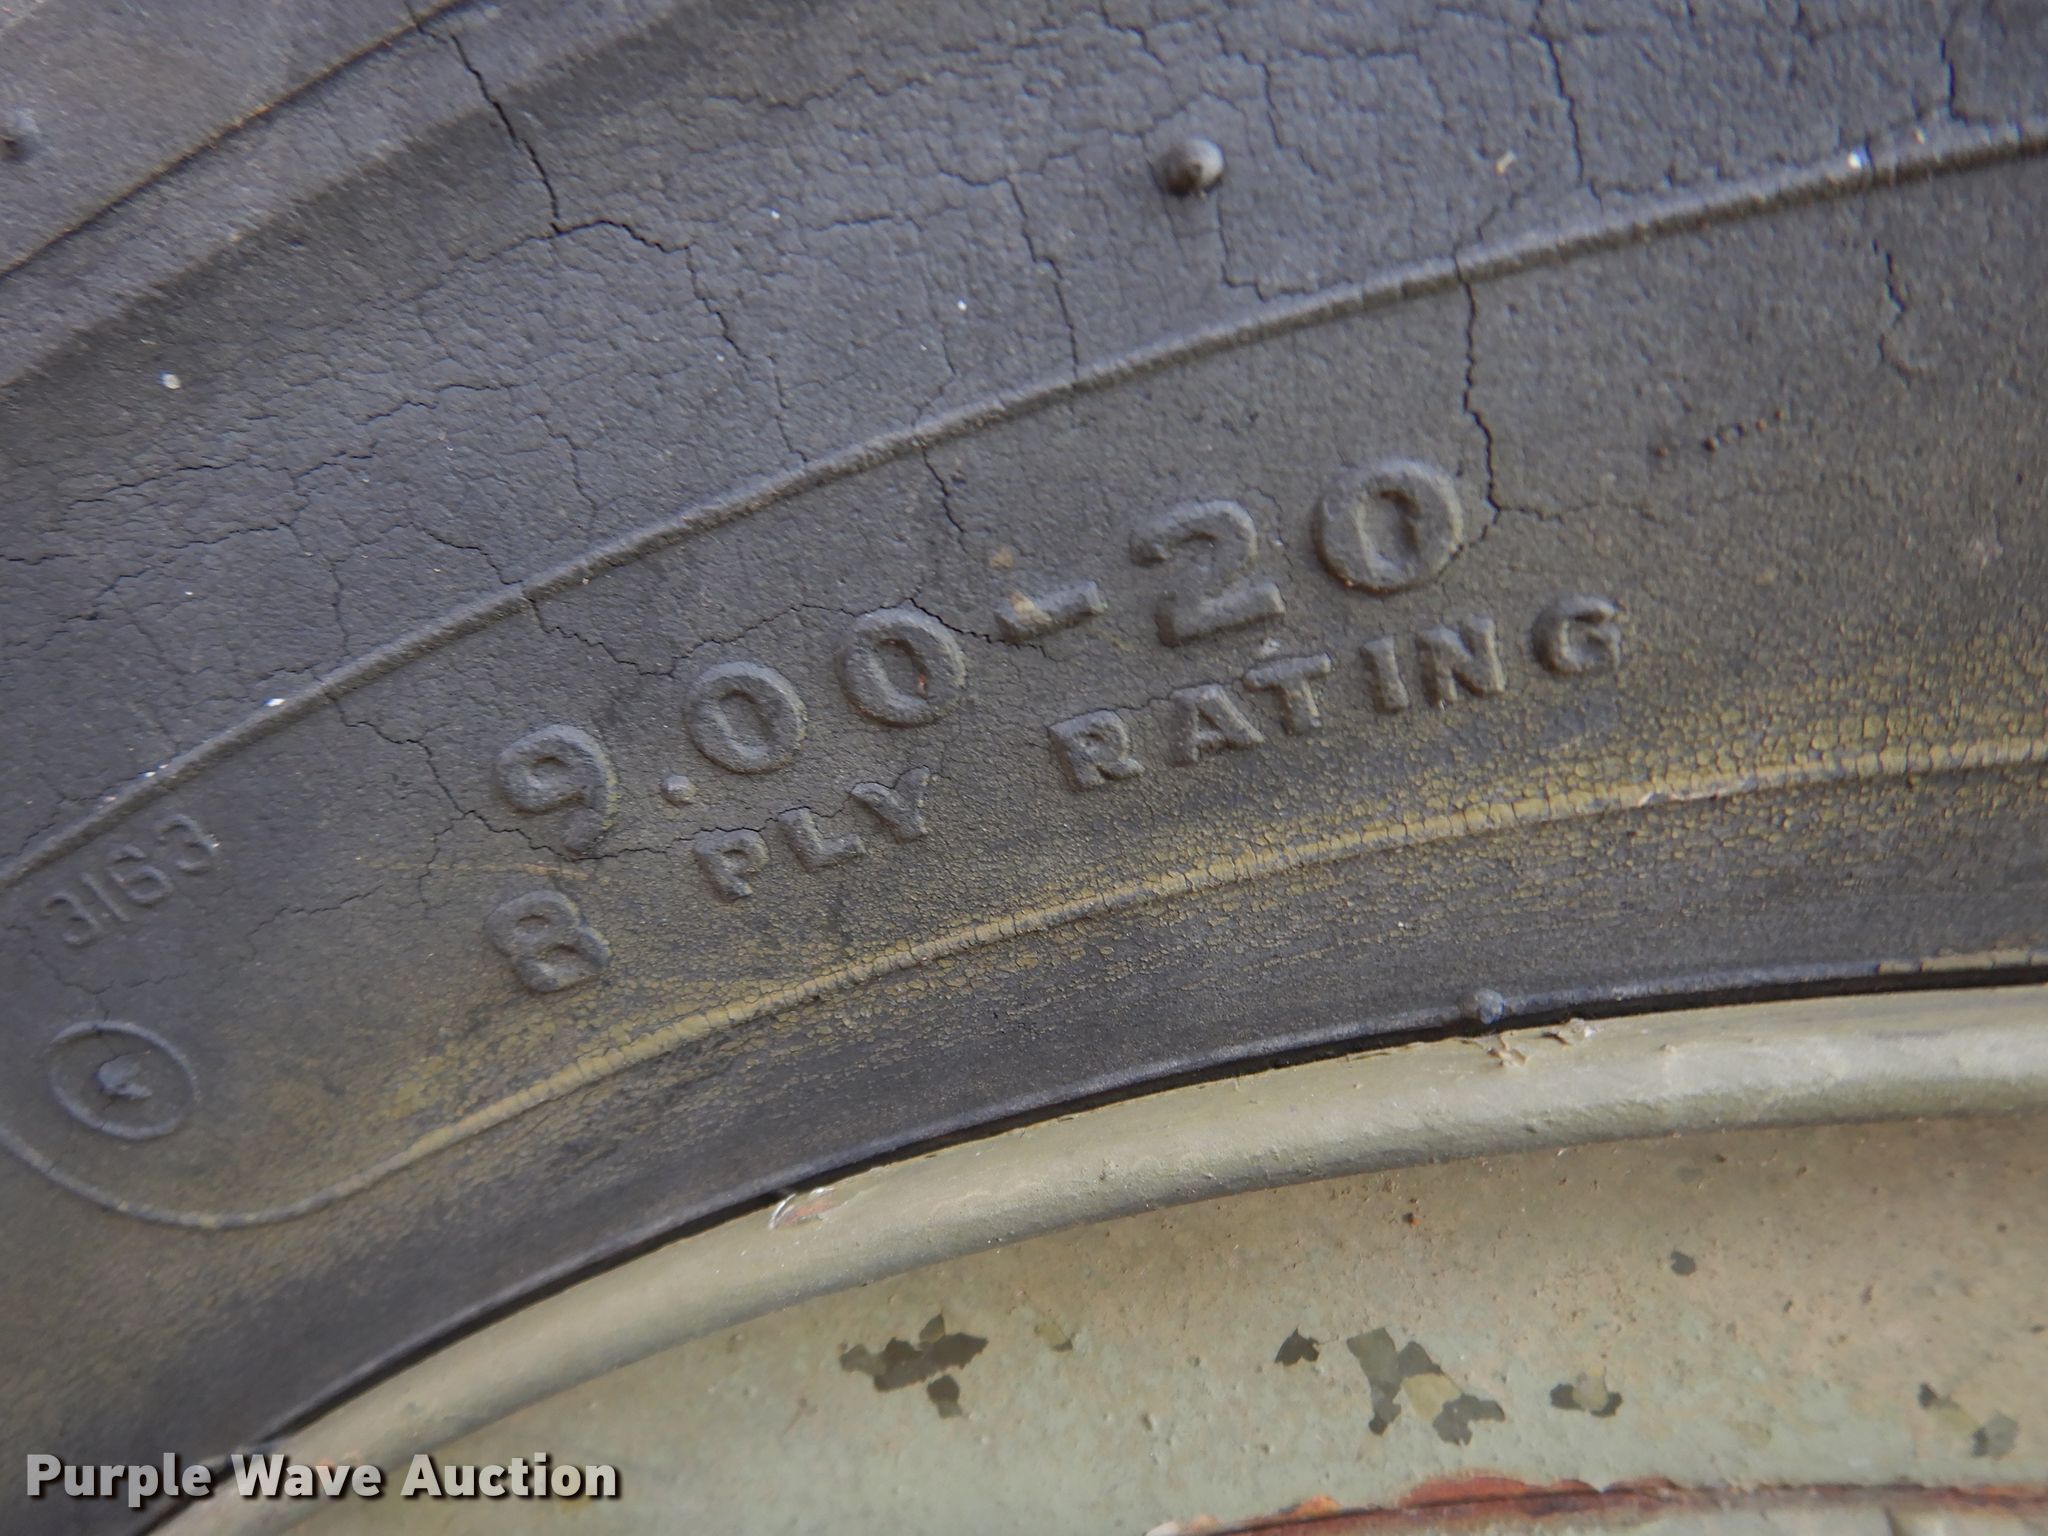 9.00-20
8 PLY RATING
3163
Purple Wave Auction